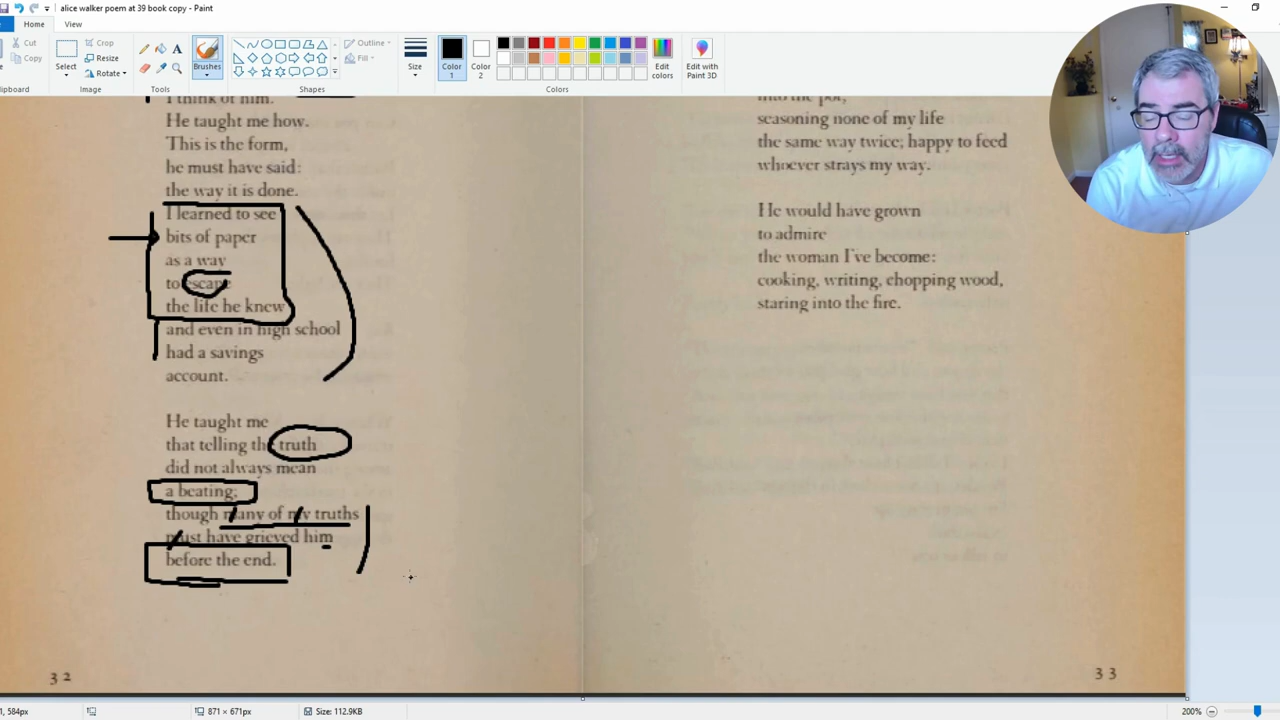 alice walker poem at 39 book copy - Paint
Home
View
Cut
Copy
Select
Crop
Resize
Rotate
Brushes
Outline
Fill
Size
Color
1
Color
2
Edit
colors
Edit with
Paint 3D
Image
Tools
Shapes
Colors
I think of him.
He taught me how.
This is the form,
he must have said:
the way it is done.
I learned to see
bits of paper
as a way
to escape
the life he knew
and even in high school
had a savings
account.
He taught me
that telling the truth
did not always mean
a beating;
though many of my truths
must have grieved him
before the end.
32
into the pot;
seasoning none of my life
the same way twice; happy to feed
whoever strays my way.
He would have grown
to admire
the woman I've become:
cooking, writing, chopping wood,
staring into the fire.
33
871 × 671px
Size: 112.9KB
200%